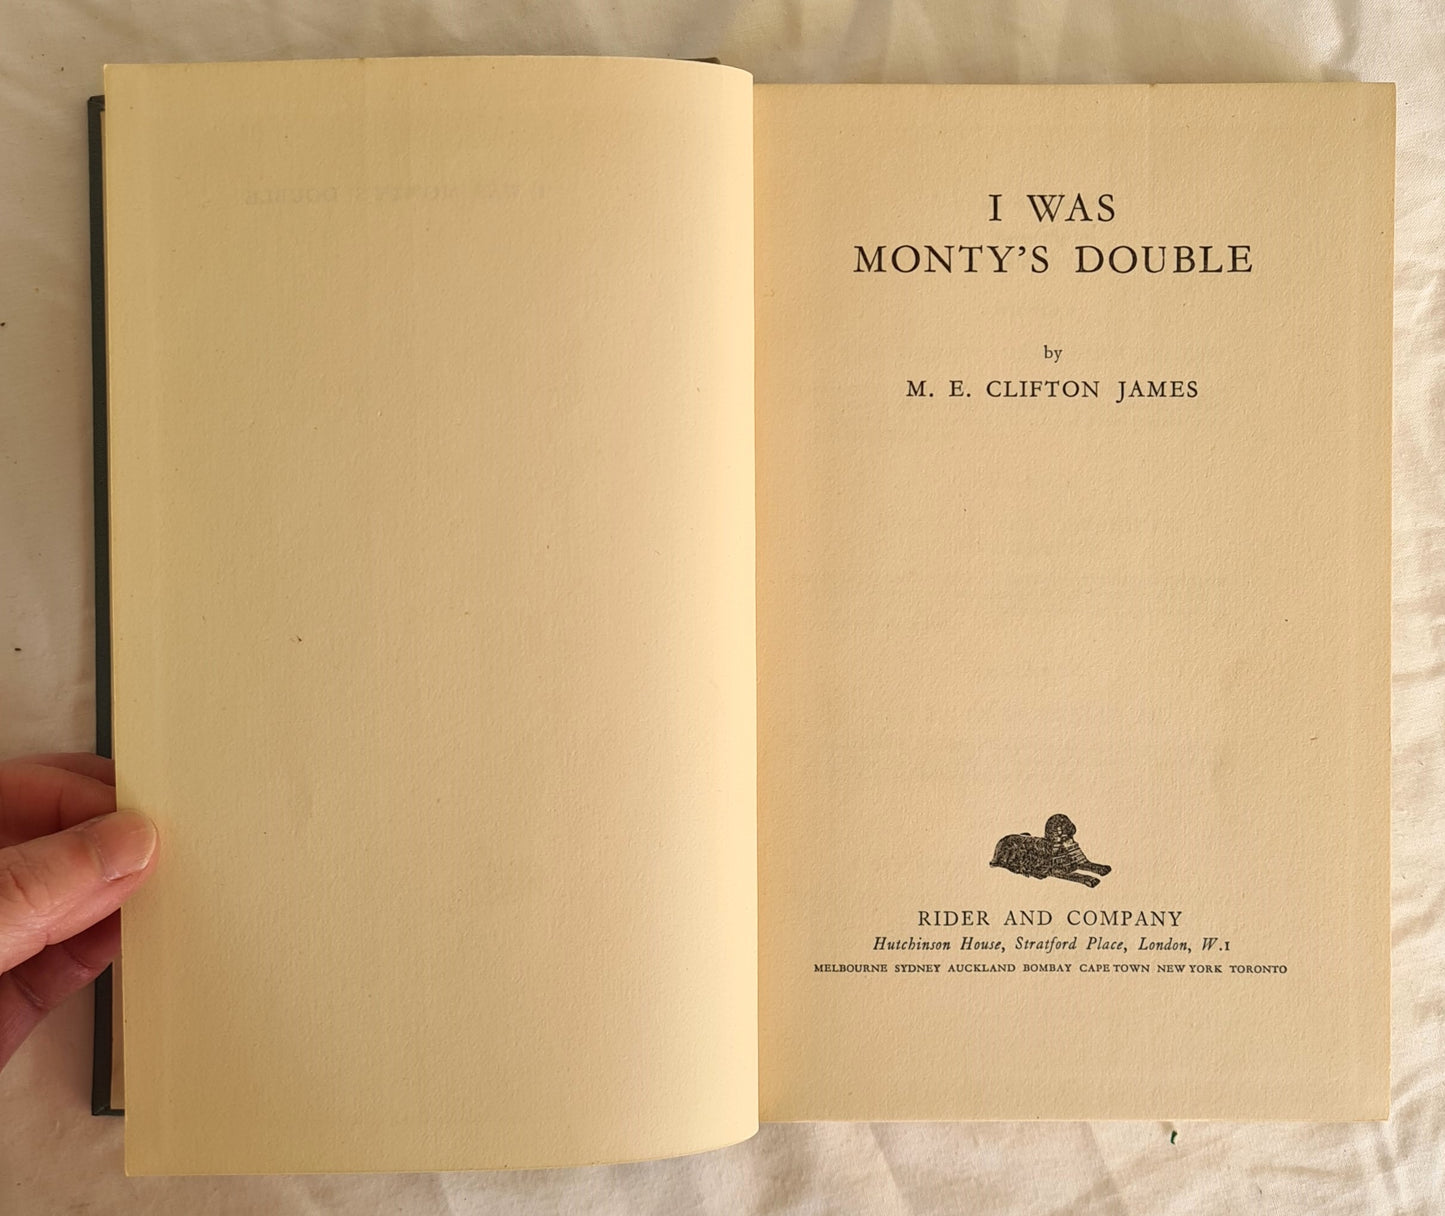 I WAS
MONTY'S DOUBLE
by
M. E. CLIFTON JAMES
RIDER AND COMPANY
Hutchinson House, Stratford Place, London, W.1
MELBOURNE SYDNEY AUCKLAND BOMBAY CAPE TOWN NEW YORK TORONTO